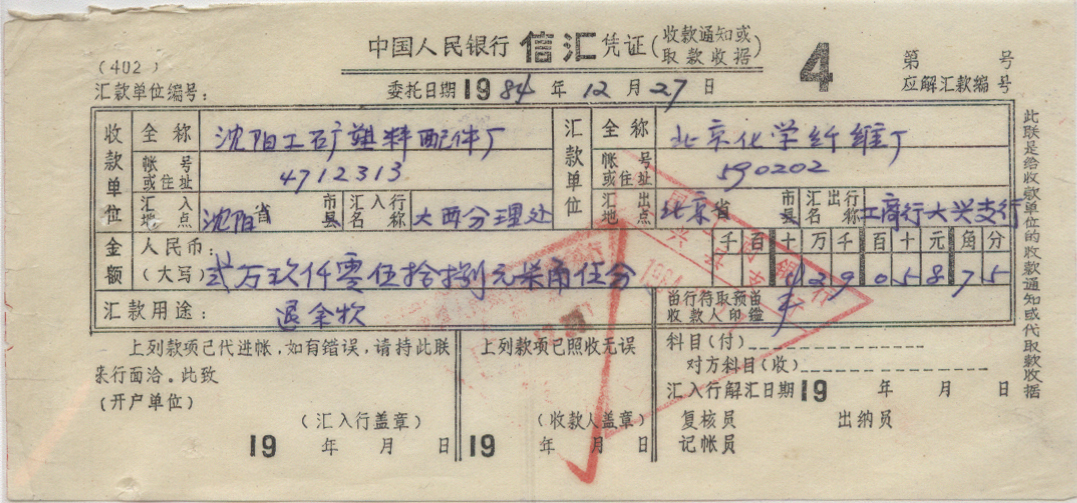 中国人民银行 信汇 凭证 (收款通知或取款收据) 4
(402)
第 号
汇款单位编号:
委托日期 1984 年 12 月 27 日
应解汇款编号
收款单位 全称 沈阳工矿塑料配件厂 汇款单位 全称 北京化学纤维厂
帐号或住址 4712313 帐号或住址 590202
汇入地点 沈阳 省 市县 汇入行名称 大西分理处 汇出地点 北京 省 市县 汇出行名称 工商行大兴支行
金额 人民币:(大写) 贰万玖仟零伍拾捌元柒角伍分 千百十万千百十元角分 ¥2905875
汇款用途: 退余款 留行待取预留收款人印鉴
上列款项已代进帐,如有错误,请持此联
来行面洽。此致
(开户单位)
(汇入行盖章)
19 年 月 日
上列款项已照收无误
(收款人盖章)
19 年 月 日
科目(付)
对方科目(收)
汇入行解汇日期 19 年 月 日
复核员 出纳员
记帐员
此联是给收款单位的收款通知或代取款收据